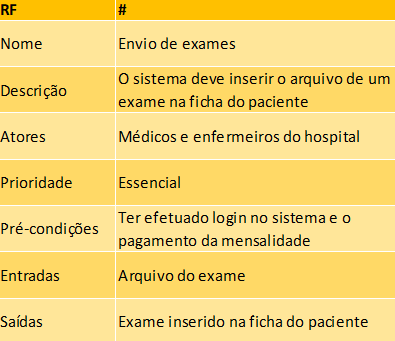 RF #
Nome Envio de exames
Descrição O sistema deve inserir o arquivo de um
exame na ficha do paciente
Atores Médicos e enfermeiros do hospital
Prioridade Essencial
Pré-condições Ter efetuado login no sistema e o
pagamento da mensalidade
Entradas Arquivo do exame
Saídas Exame inserido na ficha do paciente